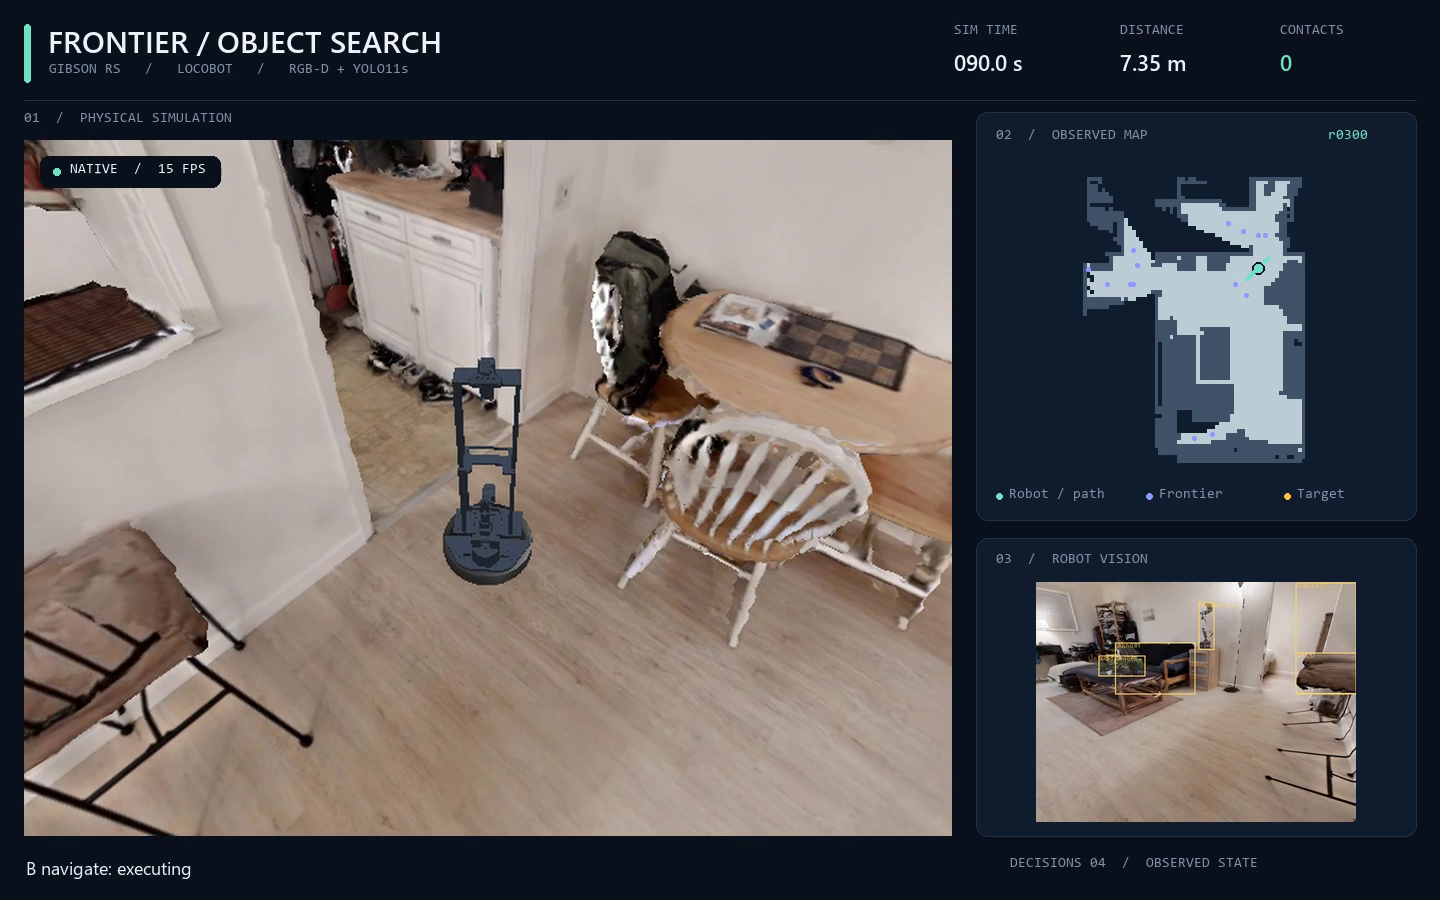 FRONTIER / OBJECT SEARCH
GIBSON RS / LOCOBOT / RGB-D + YOLO11s
SIM TIME
090.0 s
DISTANCE
7.35 m
CONTACTS
0
01 / PHYSICAL SIMULATION
NATIVE / 15 FPS
02 / OBSERVED MAP
r0300
Robot / path
Frontier
Target
03 / ROBOT VISION
B navigate: executing
DECISIONS 04 / OBSERVED STATE